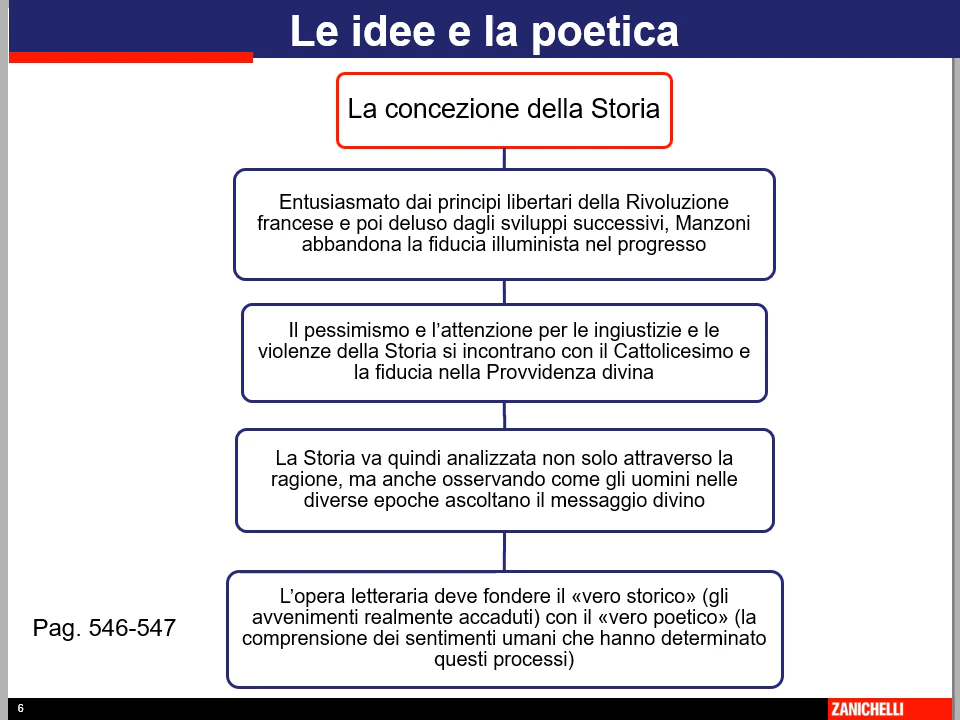 Le idee e la poetica
La concezione della Storia
Entusiasmato dai principi libertari della Rivoluzione
francese e poi deluso dagli sviluppi successivi, Manzoni
abbandona la fiducia illuminista nel progresso
Il pessimismo e l’attenzione per le ingiustizie e le
violenze della Storia si incontrano con il Cattolicesimo e
la fiducia nella Provvidenza divina
La Storia va quindi analizzata non solo attraverso la
ragione, ma anche osservando come gli uomini nelle
diverse epoche ascoltano il messaggio divino
L’opera letteraria deve fondere il «vero storico» (gli
avvenimenti realmente accaduti) con il «vero poetico» (la
comprensione dei sentimenti umani che hanno determinato
questi processi)
Pag. 546-547
6
ZANICHELLI